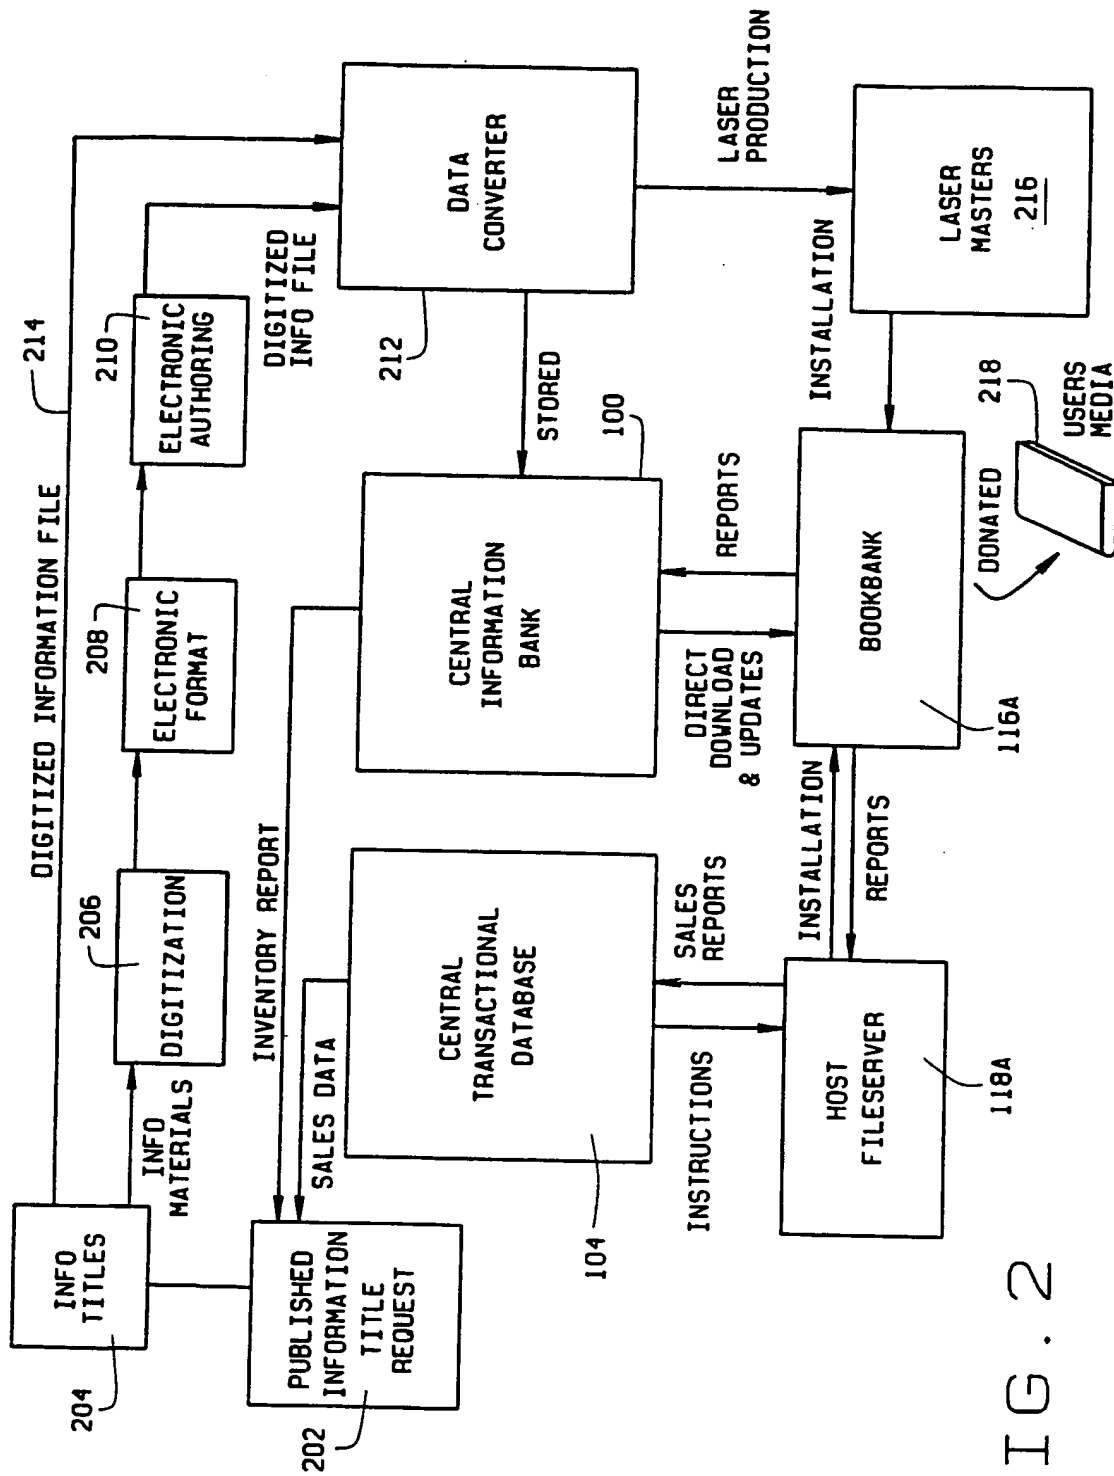 DIGITIZED INFORMATION FILE
214
INFO
TITLES
204
INFO
MATERIALS
206
DIGITIZATION
208
ELECTRONIC
FORMAT
210
ELECTRONIC
AUTHORING
DIGITIZED
INFO FILE
PUBLISHED
INFORMATION
TITLE
REQUEST
202
INVENTORY REPORT
SALES DATA
CENTRAL
TRANSACTIONAL
DATABASE
104
CENTRAL
INFORMATION
BANK
100
STORED
DATA
CONVERTER
212
INSTRUCTIONS
SALES
REPORTS
DIRECT
DOWNLOAD
& UPDATES
REPORTS
LASER
PRODUCTION
HOST
FILESERVER
118A
INSTALLATION
REPORTS
BOOKBANK
116A
INSTALLATION
LASER
MASTERS
216
DONATED
218
USERS
MEDIA
IG.2